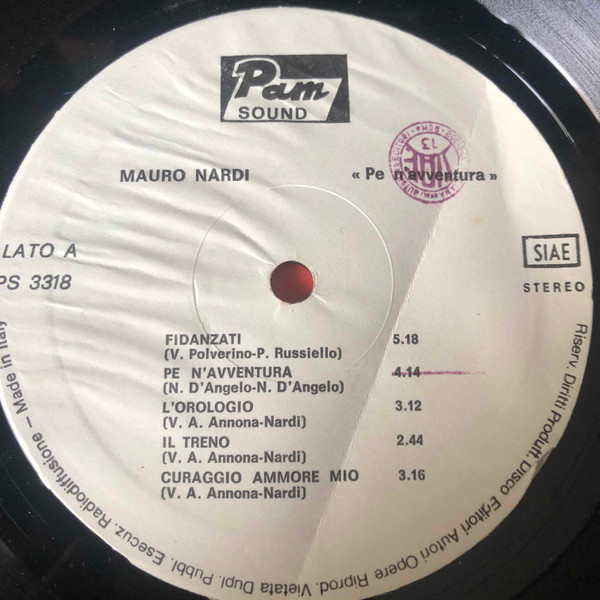 Pam
SOUND
MAURO NARDI
« Pe n'avventura »
LATO A
PS 3318
SIAE
STEREO
13
FIDANZATI 5.18
(V. Polverino-P. Russiello)
PE N'AVVENTURA 4.14
(N. D'Angelo-N. D'Angelo)
L'OROLOGIO 3.12
(V. A. Annona-Nardi)
IL TRENO 2.44
(V. A. Annona-Nardi)
CURAGGIO AMMORE MIO 3.16
(V. A. Annona-Nardi)
Riserv. Diritti Produtt. Disco Editori Autori Opere Riprod. Vietata Dupl. Pubbl. Esecuz. Radiodiffusione – Made in Italy